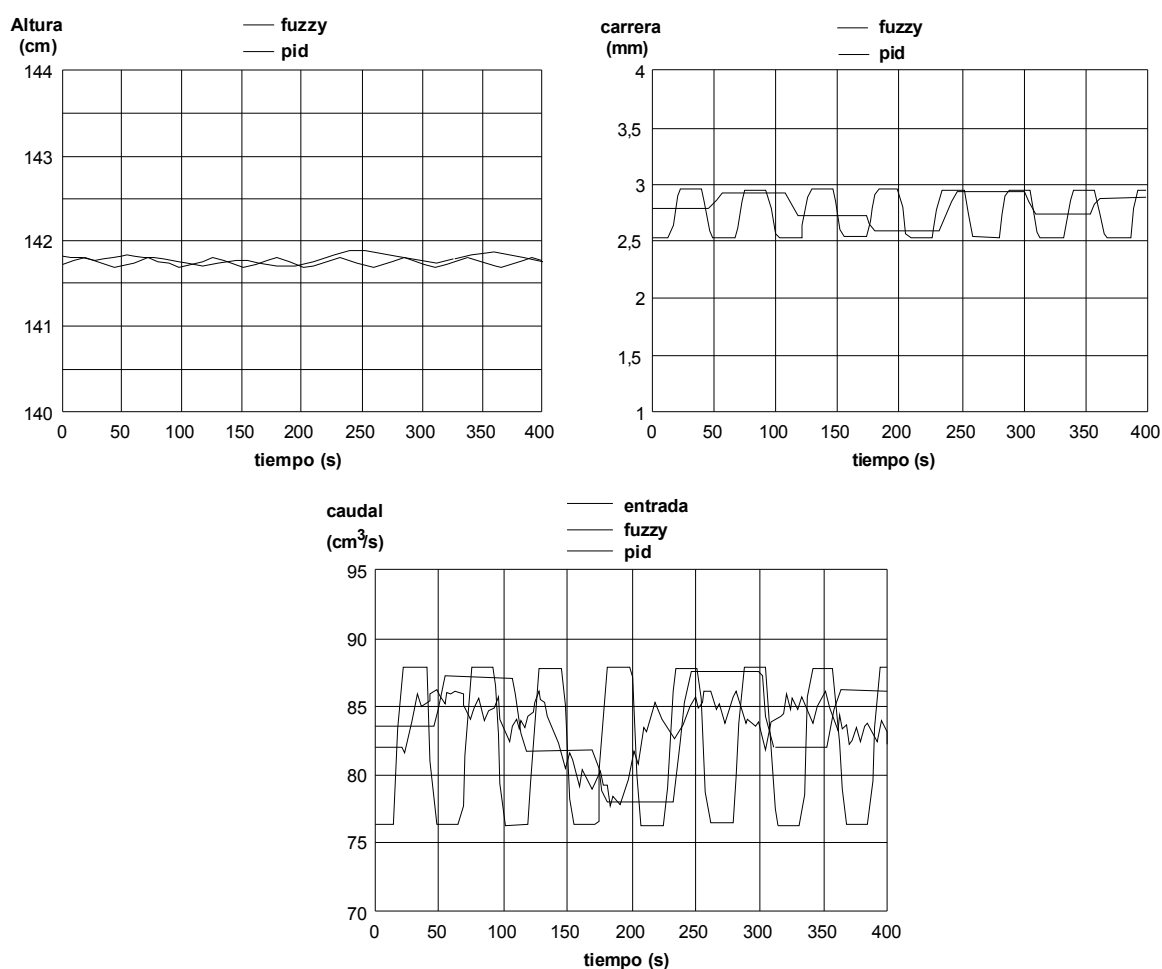 Altura
(cm)
fuzzy
pid
144
143
142
141
140
0 50 100 150 200 250 300 350 400
tiempo (s)
carrera
(mm)
fuzzy
pid
4
3,5
3
2,5
2
1,5
1
0 50 100 150 200 250 300 350 400
tiempo (s)
caudal
(cm³/s)
entrada
fuzzy
pid
95
90
85
80
75
70
0 50 100 150 200 250 300 350 400
tiempo (s)